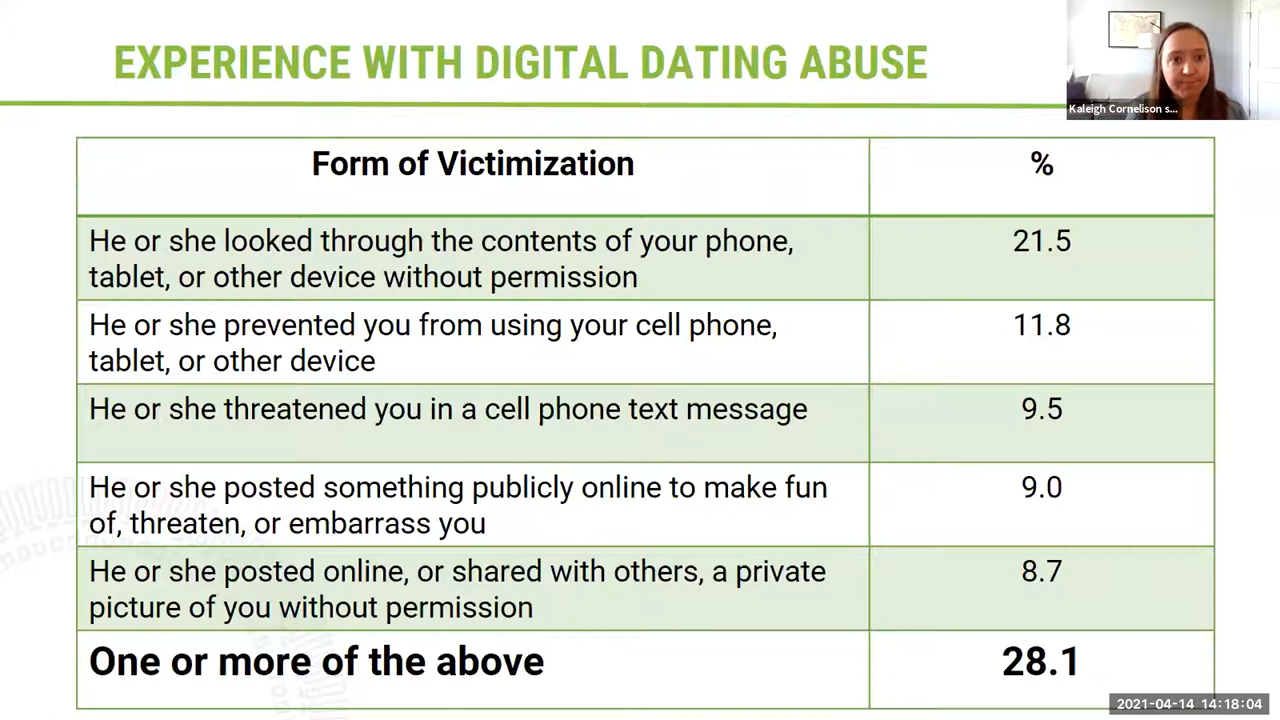 EXPERIENCE WITH DIGITAL DATING ABUSE
Kaleigh Cornelison s...
Form of Victimization
%
He or she looked through the contents of your phone,
tablet, or other device without permission
21.5
He or she prevented you from using your cell phone,
tablet, or other device
11.8
He or she threatened you in a cell phone text message
9.5
He or she posted something publicly online to make fun
of, threaten, or embarrass you
9.0
He or she posted online, or shared with others, a private
picture of you without permission
8.7
One or more of the above
28.1
2021-04-14 14:18:04